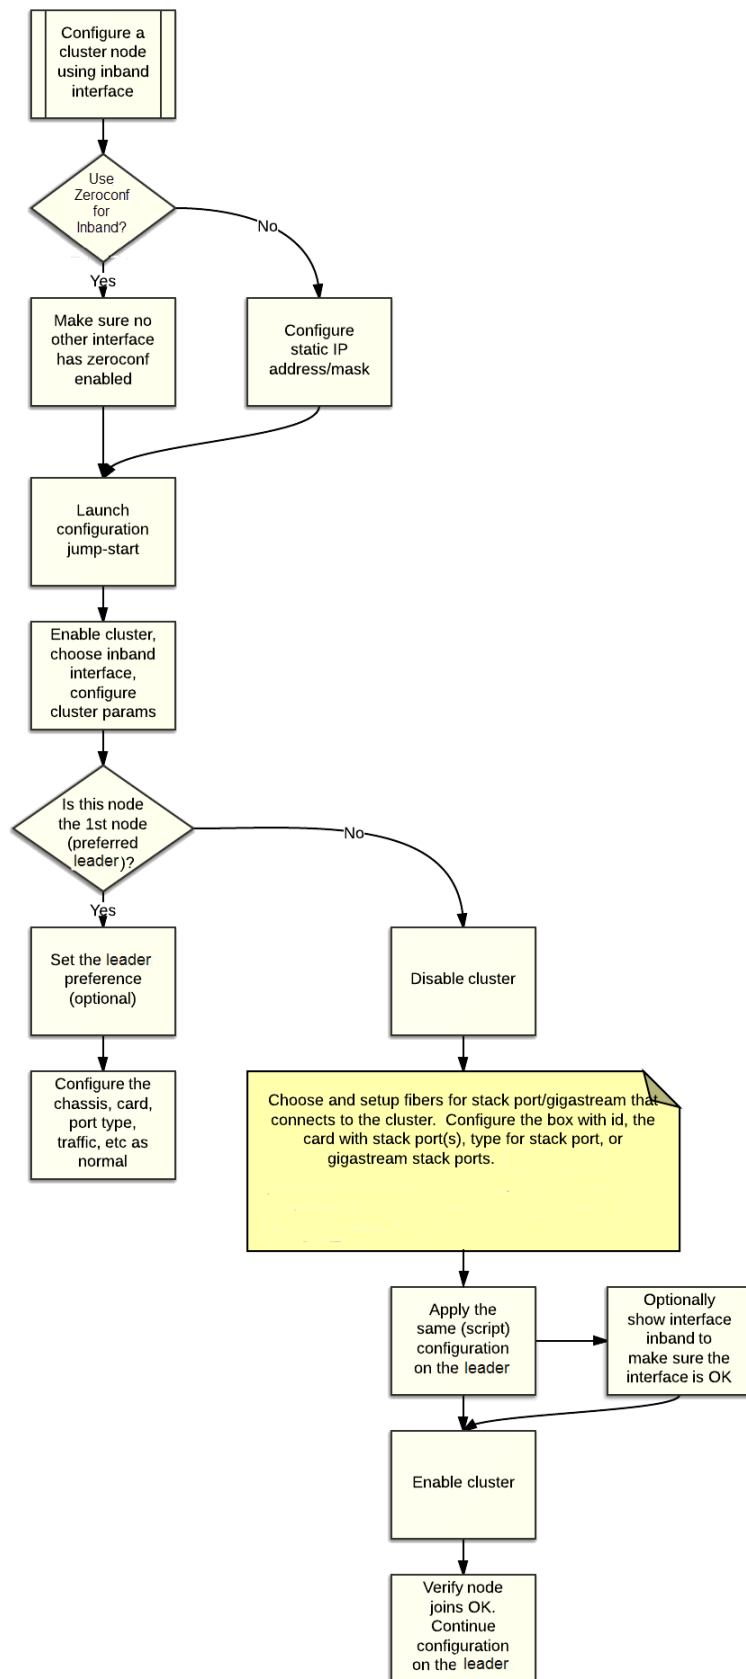 Configure a
cluster node
using inband
interface
Use
Zeroconf
for
Inband?
No
Yes
Make sure no
other interface
has zeroconf
enabled
Configure
static IP
address/mask
Launch
configuration
jump-start
Enable cluster,
choose inband
interface,
configure
cluster params
Is this node
the 1st node
(preferred
leader)?
No
Yes
Set the leader
preference
(optional)
Disable cluster
Configure the
chassis, card,
port type,
traffic, etc as
normal
Choose and setup fibers for stack port/gigastream that
connects to the cluster. Configure the box with id, the
card with stack port(s), type for stack port, or
gigastream stack ports.
Apply the
same (script)
configuration
on the leader
Optionally
show interface
inband to
make sure the
interface is OK
Enable cluster
Verify node
joins OK.
Continue
configuration
on the leader